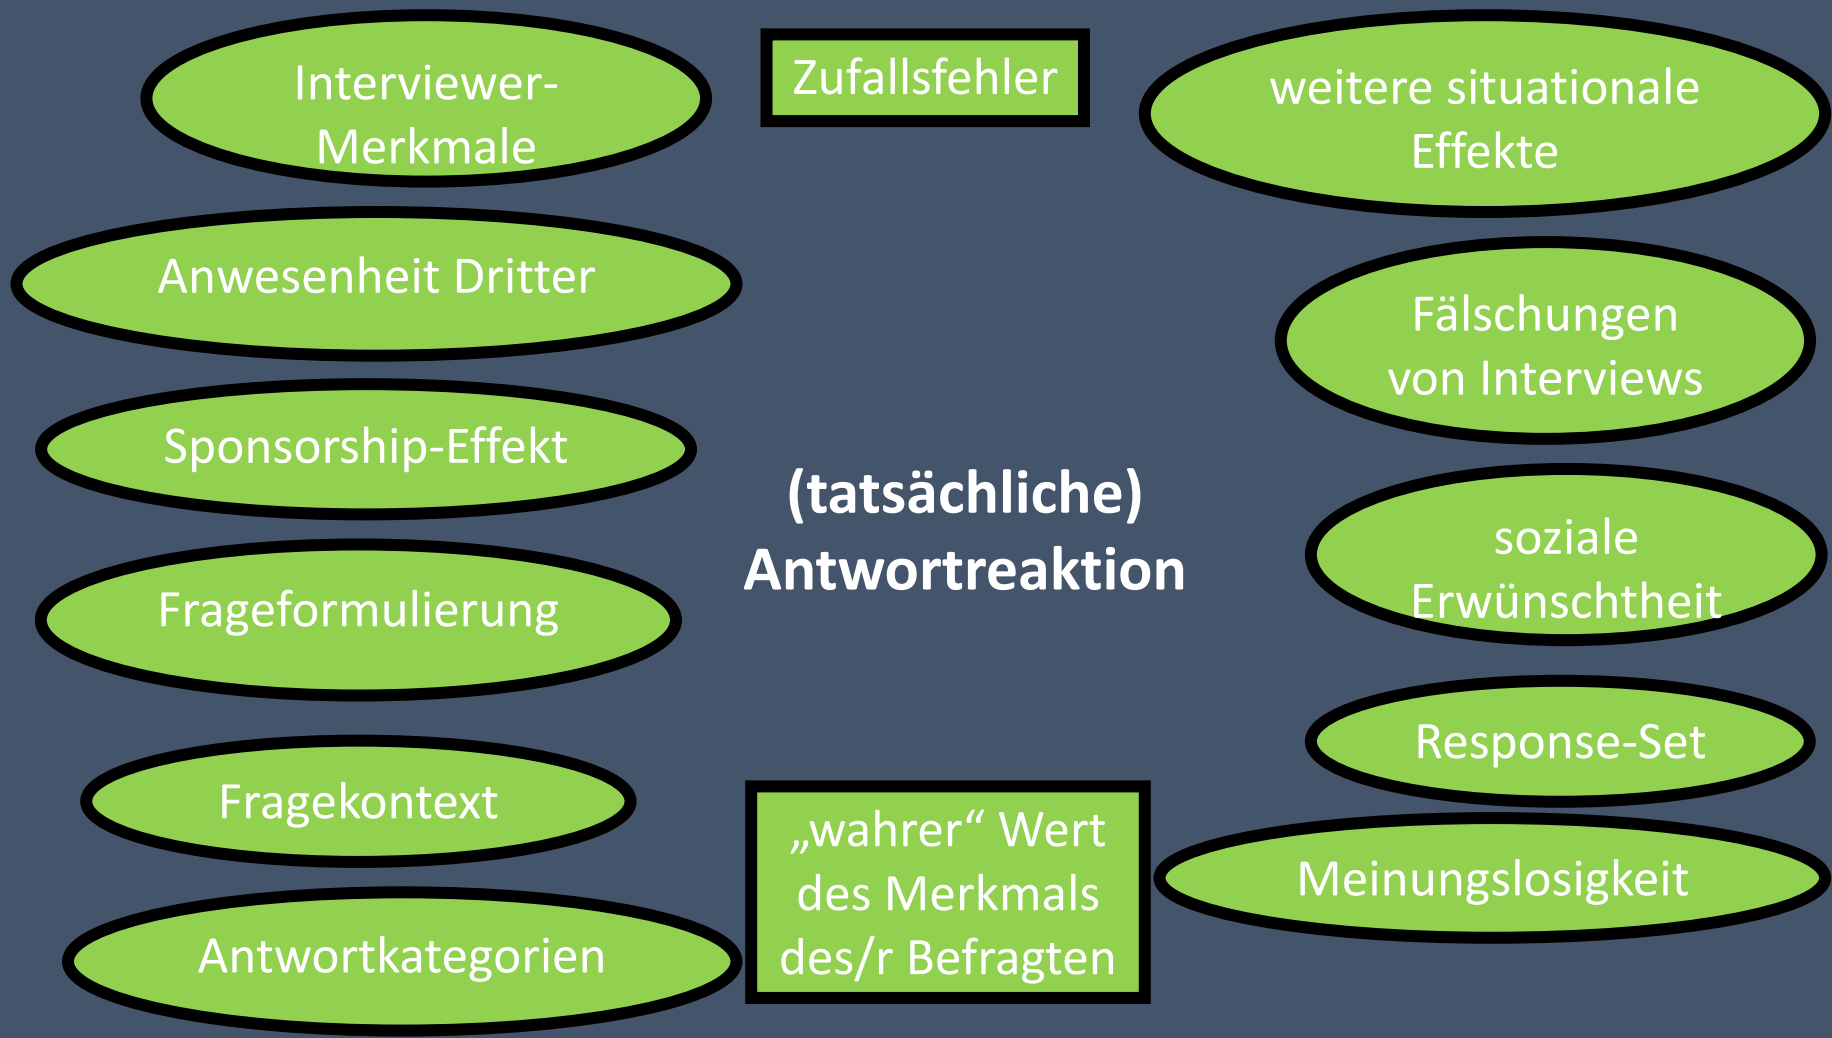 Interviewer-
Merkmale
Zufallsfehler
weitere situationale
Effekte
Anwesenheit Dritter
Fälschungen
von Interviews
Sponsorship-Effekt
(tatsächliche)
Antwortreaktion
soziale
Erwünschtheit
Frageformulierung
Response-Set
Fragekontext
„wahrer“ Wert
des Merkmals
des/r Befragten
Meinungslosigkeit
Antwortkategorien